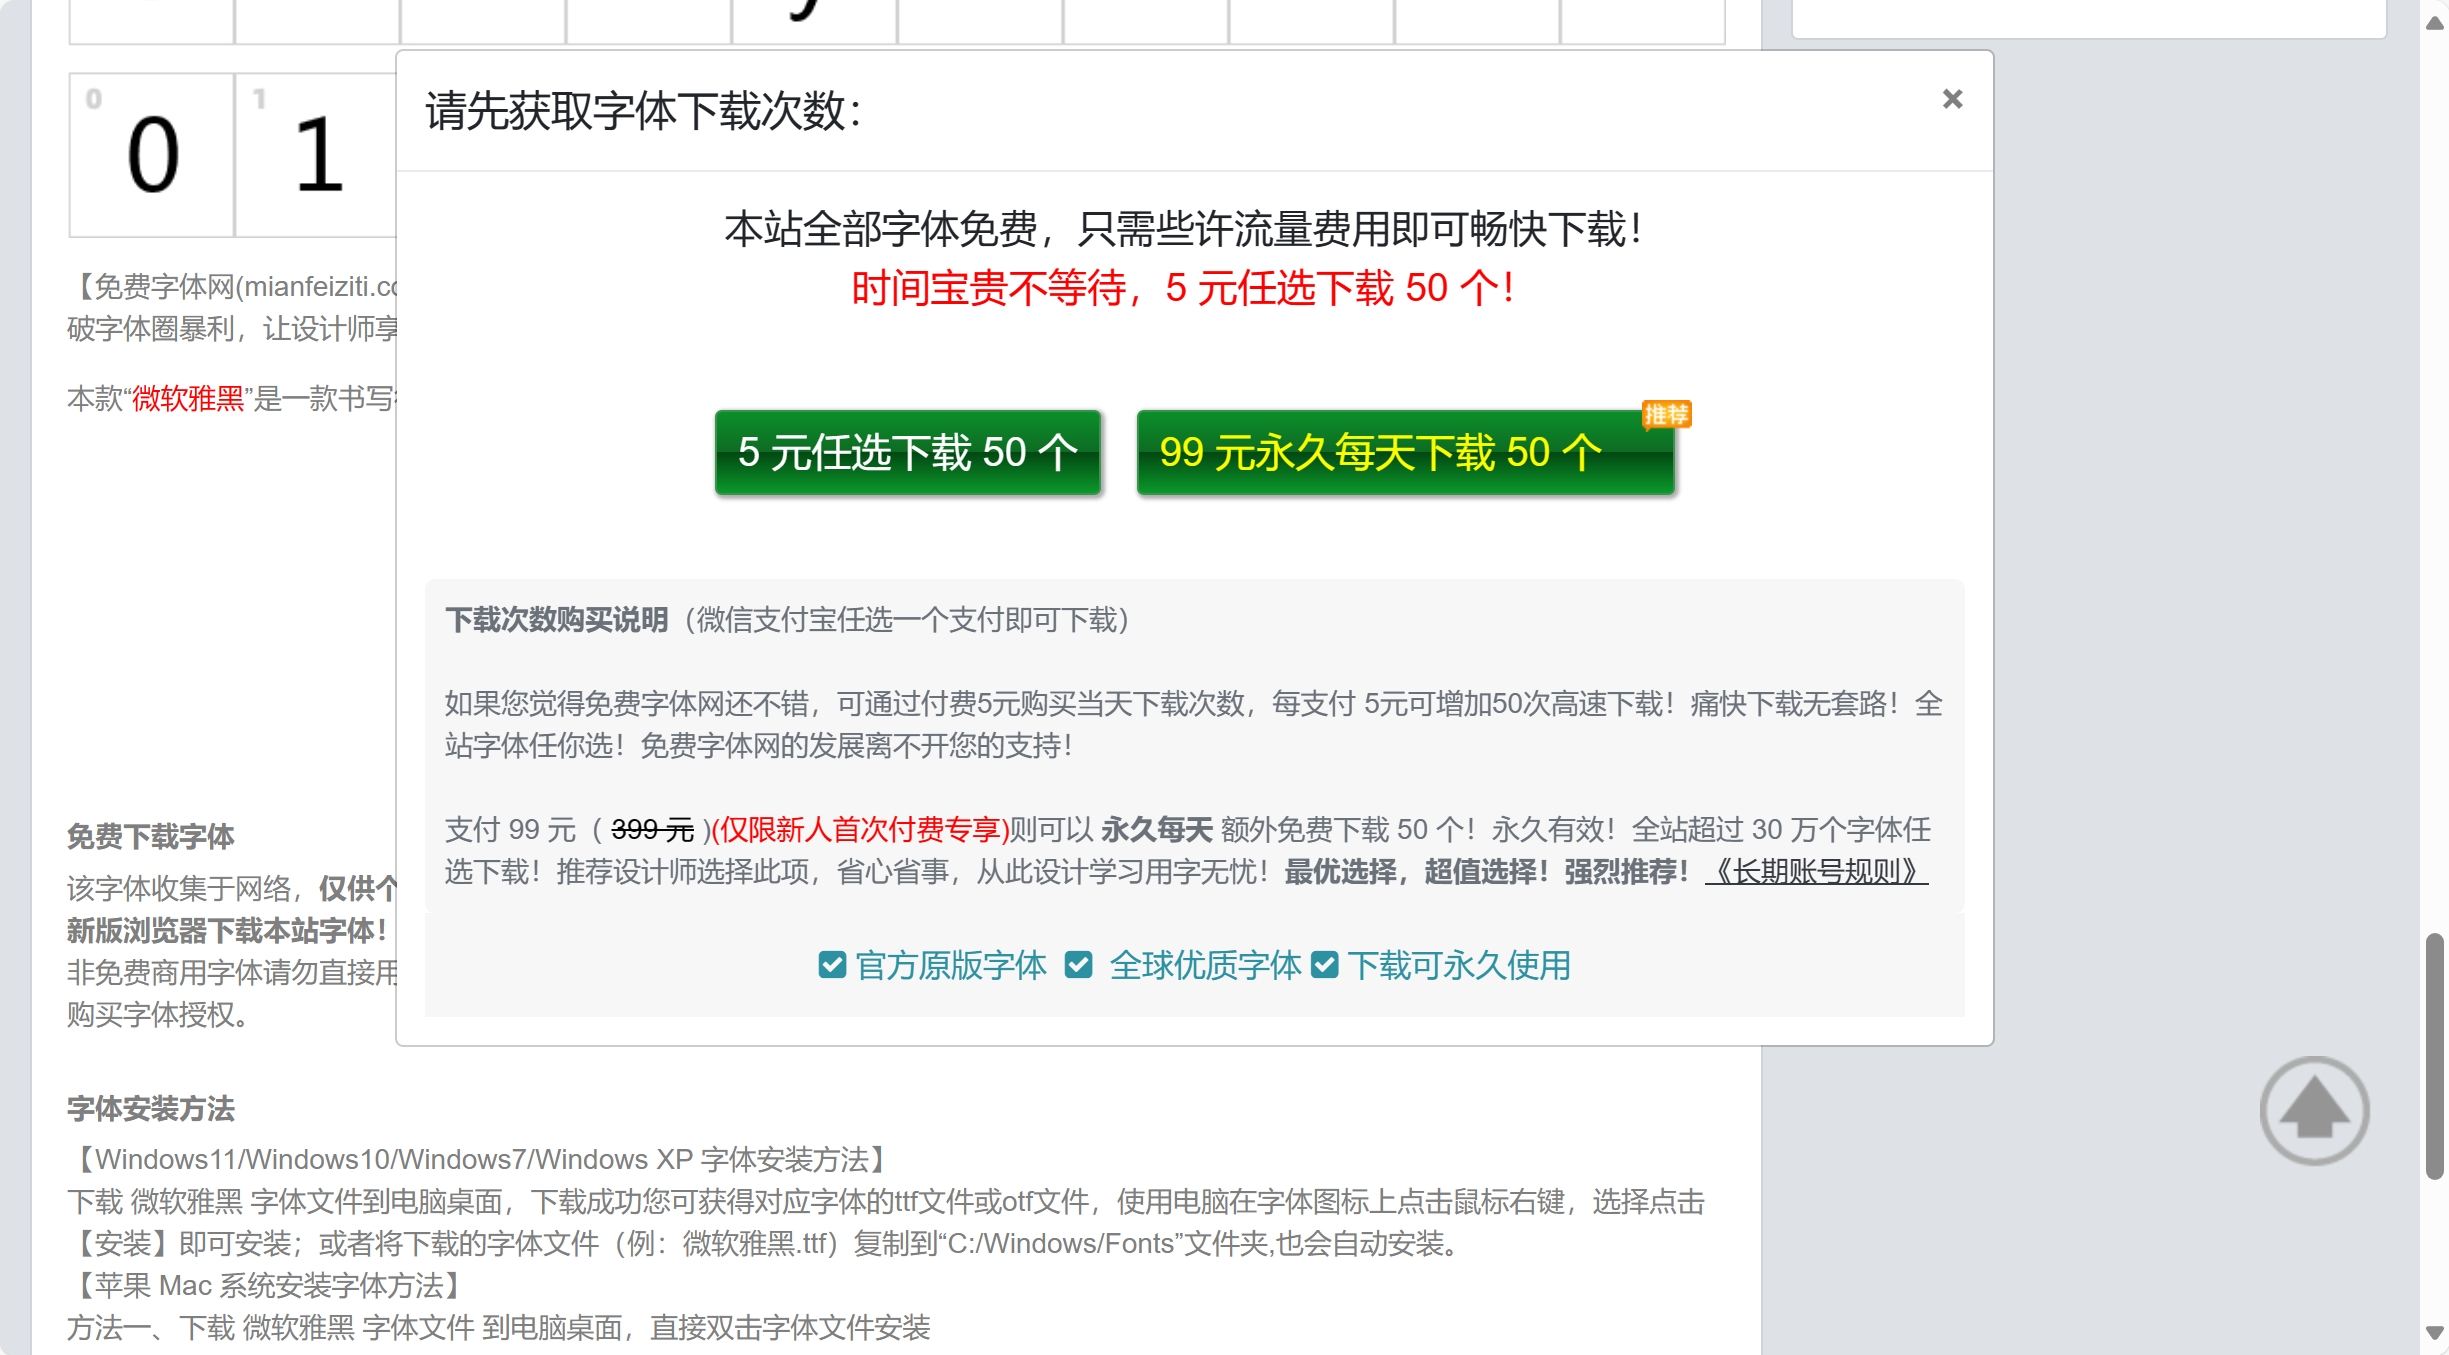 0
0
1
1
请先获取字体下载次数：
×
本站全部字体免费，只需些许流量费用即可畅快下载！
时间宝贵不等待，5 元任选下载 50 个！
推荐
5 元任选下载 50 个
99 元永久每天下载 50 个
【免费字体网(mianfeiziti.c
破字体圈暴利，让设计师享
本款“微软雅黑”是一款书写
下载次数购买说明（微信支付宝任选一个支付即可下载）
如果您觉得免费字体网还不错，可通过付费5元购买当天下载次数，每支付 5元可增加50次高速下载！痛快下载无套路！全
站字体任你选！免费字体网的发展离不开您的支持！
支付 99 元（ 399 元 )(仅限新人首次付费专享)则可以 永久每天 额外免费下载 50 个！永久有效！全站超过 30 万个字体任
选下载！推荐设计师选择此项，省心省事，从此设计学习用字无忧！最优选择，超值选择！强烈推荐！《长期账号规则》
官方原版字体 全球优质字体 下载可永久使用
免费下载字体
该字体收集于网络，仅供个
新版浏览器下载本站字体！
非免费商用字体请勿直接用
购买字体授权。
字体安装方法
【Windows11/Windows10/Windows7/Windows XP 字体安装方法】
下载 微软雅黑 字体文件到电脑桌面，下载成功您可获得对应字体的ttf文件或otf文件，使用电脑在字体图标上点击鼠标右键，选择点击
【安装】即可安装；或者将下载的字体文件（例：微软雅黑.ttf）复制到“C:/Windows/Fonts”文件夹,也会自动安装。
【苹果 Mac 系统安装字体方法】
方法一、下载 微软雅黑 字体文件 到电脑桌面，直接双击字体文件安装